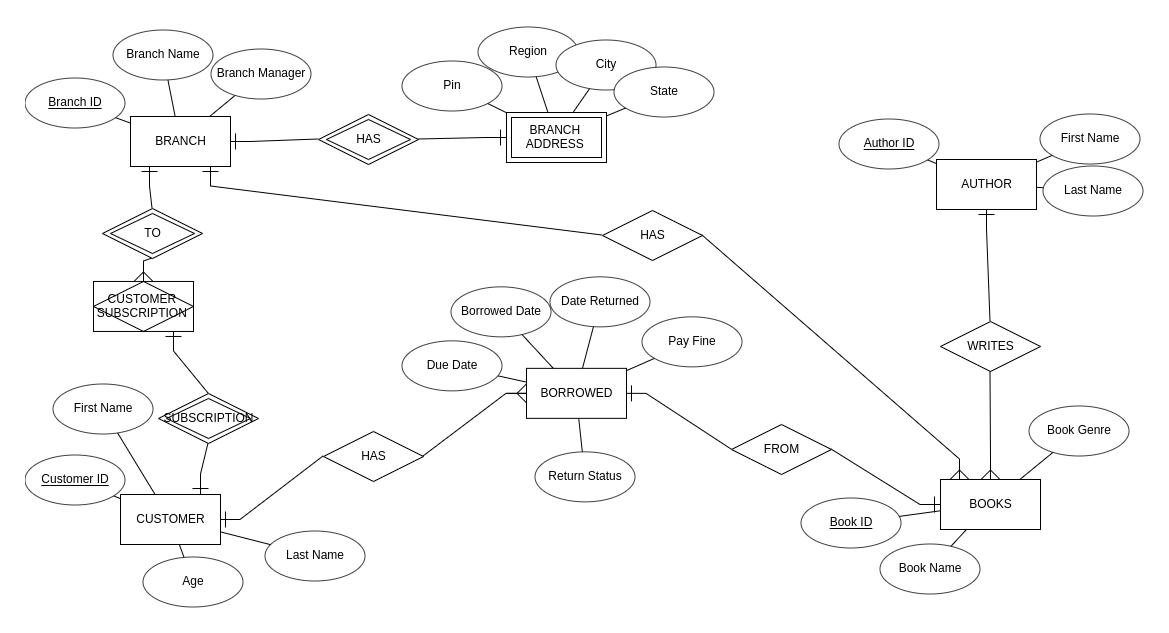 Region
Branch Name
City
Branch Manager
Pin
State
Branch ID
BRANCH
HAS
BRANCH
ADDRESS
First Name
Author ID
AUTHOR
Last Name
TO
HAS
CUSTOMER
SUBSCRIPTION
Date Returned
Borrowed Date
Pay Fine
WRITES
Due Date
BORROWED
First Name
SUBSCRIPTION
Book Genre
HAS
FROM
Customer ID
Return Status
BOOKS
CUSTOMER
Book ID
Last Name
Book Name
Age